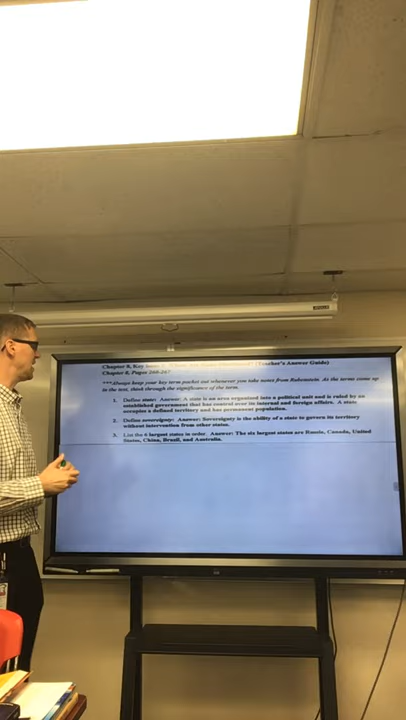 Chapter 8, Key Issue 1: (Teacher's Answer Guide)
Chapter 8, Pages 260-267
***Always keep your key term packet out whenever you take notes from Rubenstein. As the terms come up
in the text, think through the significance of the term.
1. Define state: Answer: A state is an area organized into a political unit and is ruled by an
established government that has control over its internal and foreign affairs. A state
occupies a defined territory and has permanent population.
2. Define sovereignty: Answer: Sovereignty is the ability of a state to govern its territory
without intervention from other states.
3. List the 6 largest states in order. Answer: The six largest states are Russia, Canada, United
States, China, Brazil, and Australia.